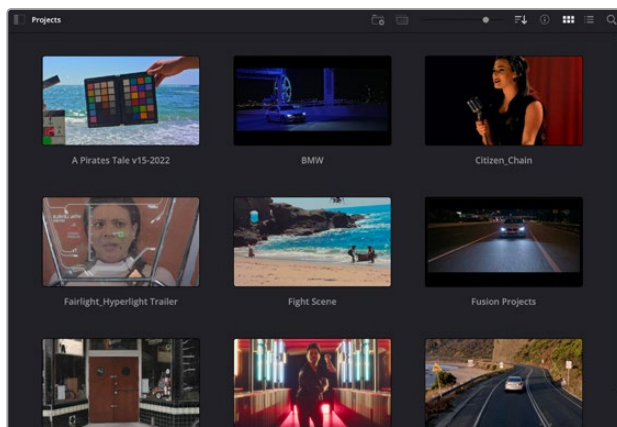 Projects
A Pirates Tale v15-2022
BMW
Citizen_Chain
Fairlight_Hyperlight Trailer
Fight Scene
Fusion Projects